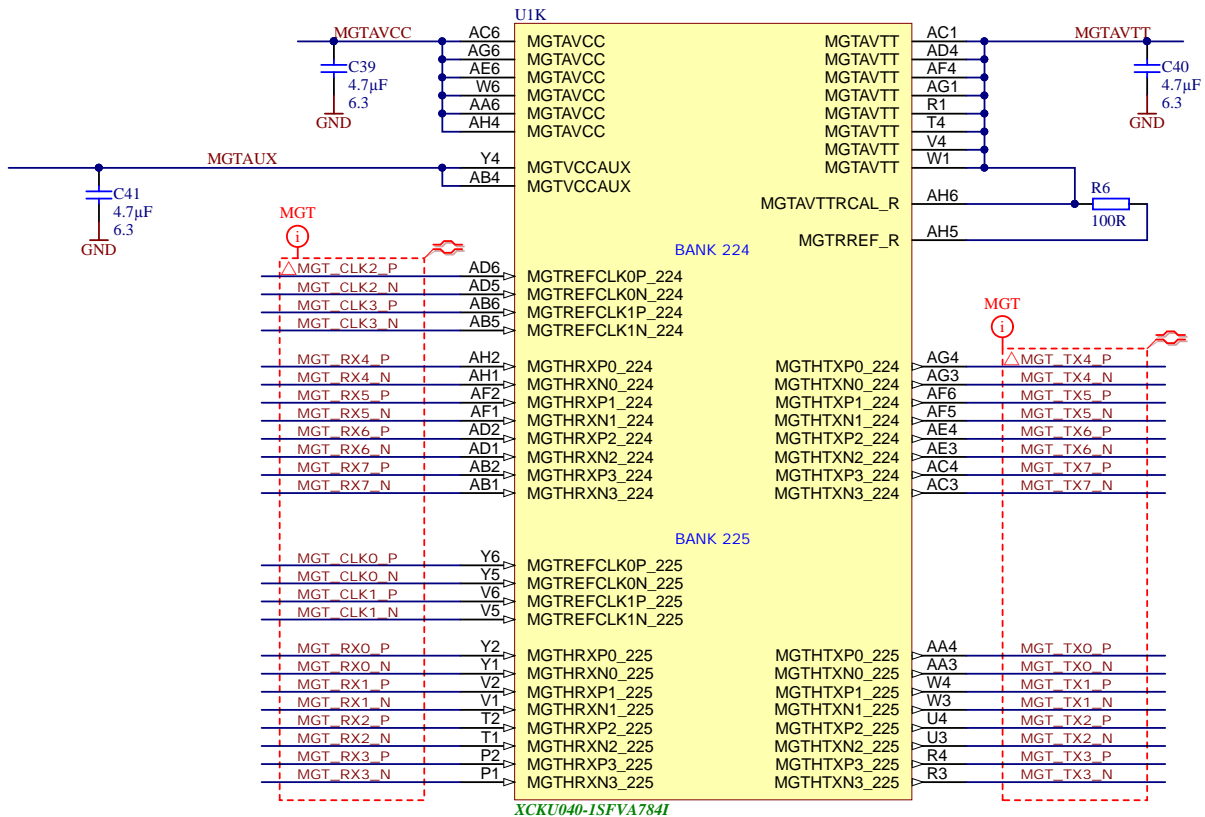 U1K
MGTAVCC AC6 MGTAVCC MGTAVTT AC1 MGTAVTT
AG6 MGTAVCC MGTAVTT AD4
C39 AE6 MGTAVCC MGTAVTT AF4 C40
4.7µF W6 MGTAVCC MGTAVTT AG1 4.7µF
6.3 AA6 MGTAVCC MGTAVTT R1 6.3
GND AH4 MGTAVCC MGTAVTT T4 GND
MGTAVTT V4
MGTAUX Y4 MGTVCCAUX MGTAVTT W1
AB4 MGTVCCAUX
C41
4.7µF
6.3
GND
MGTAVTTRCAL_R AH6 R6
100R
MGTRREF_R AH5
MGT
i
BANK 224
MGT_CLK2_P AD6 MGTREFCLK0P_224
MGT_CLK2_N AD5 MGTREFCLK0N_224
MGT_CLK3_P AB6 MGTREFCLK1P_224
MGT_CLK3_N AB5 MGTREFCLK1N_224
MGT
i
MGT_RX4_P AH2 MGTHRXP0_224 MGTHTXP0_224 AG4 MGT_TX4_P
MGT_RX4_N AH1 MGTHRXN0_224 MGTHTXN0_224 AG3 MGT_TX4_N
MGT_RX5_P AF2 MGTHRXP1_224 MGTHTXP1_224 AF6 MGT_TX5_P
MGT_RX5_N AF1 MGTHRXN1_224 MGTHTXN1_224 AF5 MGT_TX5_N
MGT_RX6_P AD2 MGTHRXP2_224 MGTHTXP2_224 AE4 MGT_TX6_P
MGT_RX6_N AD1 MGTHRXN2_224 MGTHTXN2_224 AE3 MGT_TX6_N
MGT_RX7_P AB2 MGTHRXP3_224 MGTHTXP3_224 AC4 MGT_TX7_P
MGT_RX7_N AB1 MGTHRXN3_224 MGTHTXN3_224 AC3 MGT_TX7_N
BANK 225
MGT_CLK0_P Y6 MGTREFCLK0P_225
MGT_CLK0_N Y5 MGTREFCLK0N_225
MGT_CLK1_P V6 MGTREFCLK1P_225
MGT_CLK1_N V5 MGTREFCLK1N_225
MGT_RX0_P Y2 MGTHRXP0_225 MGTHTXP0_225 AA4 MGT_TX0_P
MGT_RX0_N Y1 MGTHRXN0_225 MGTHTXN0_225 AA3 MGT_TX0_N
MGT_RX1_P V2 MGTHRXP1_225 MGTHTXP1_225 W4 MGT_TX1_P
MGT_RX1_N V1 MGTHRXN1_225 MGTHTXN1_225 W3 MGT_TX1_N
MGT_RX2_P T2 MGTHRXP2_225 MGTHTXP2_225 U4 MGT_TX2_P
MGT_RX2_N T1 MGTHRXN2_225 MGTHTXN2_225 U3 MGT_TX2_N
MGT_RX3_P P2 MGTHRXP3_225 MGTHTXP3_225 R4 MGT_TX3_P
MGT_RX3_N P1 MGTHRXN3_225 MGTHTXN3_225 R3 MGT_TX3_N
XCKU040-1SFVA784I